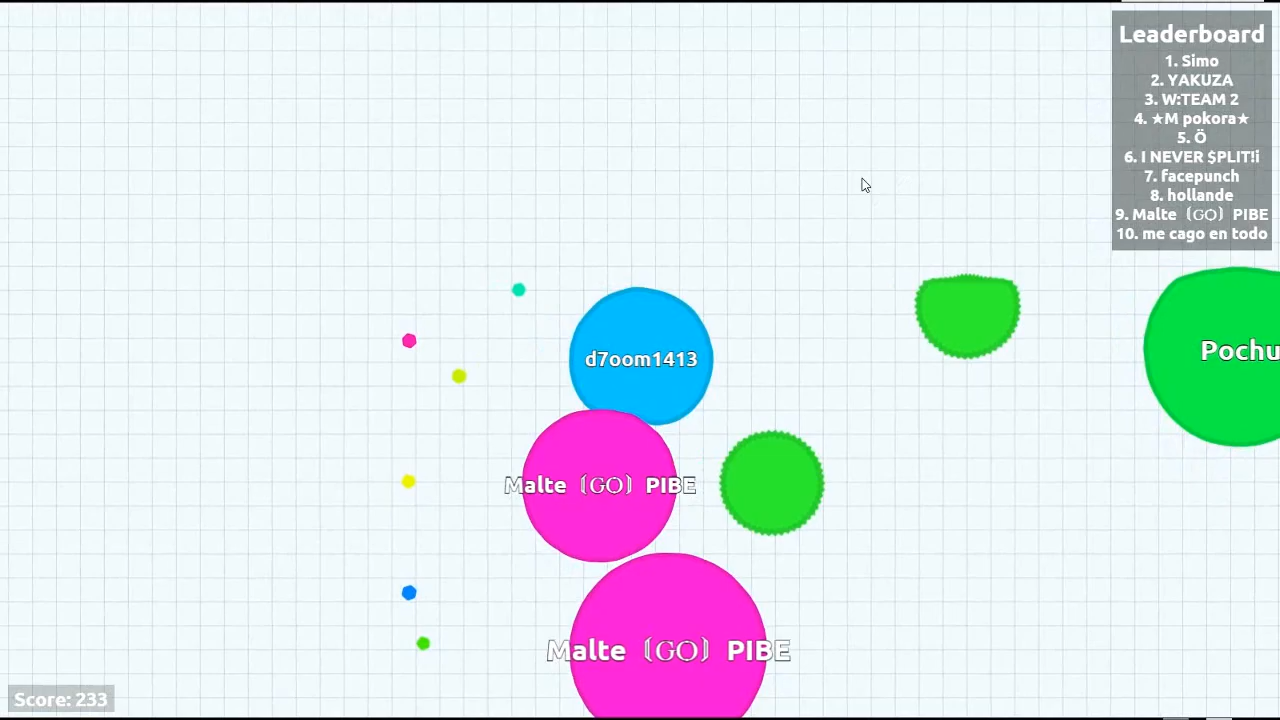 Leaderboard
1. Simo
2. YAKUZA
3. W:TEAM 2
4. ★M pokora★
5. Ö
6. I NEVER $PLIT!i
7. facepunch
8. hollande
9. Malte〔GO〕PIBE
10. me cago en todo
Pochu
d7oom1413
Malte〔GO〕PIBE
Malte〔GO〕PIBE
Score: 233